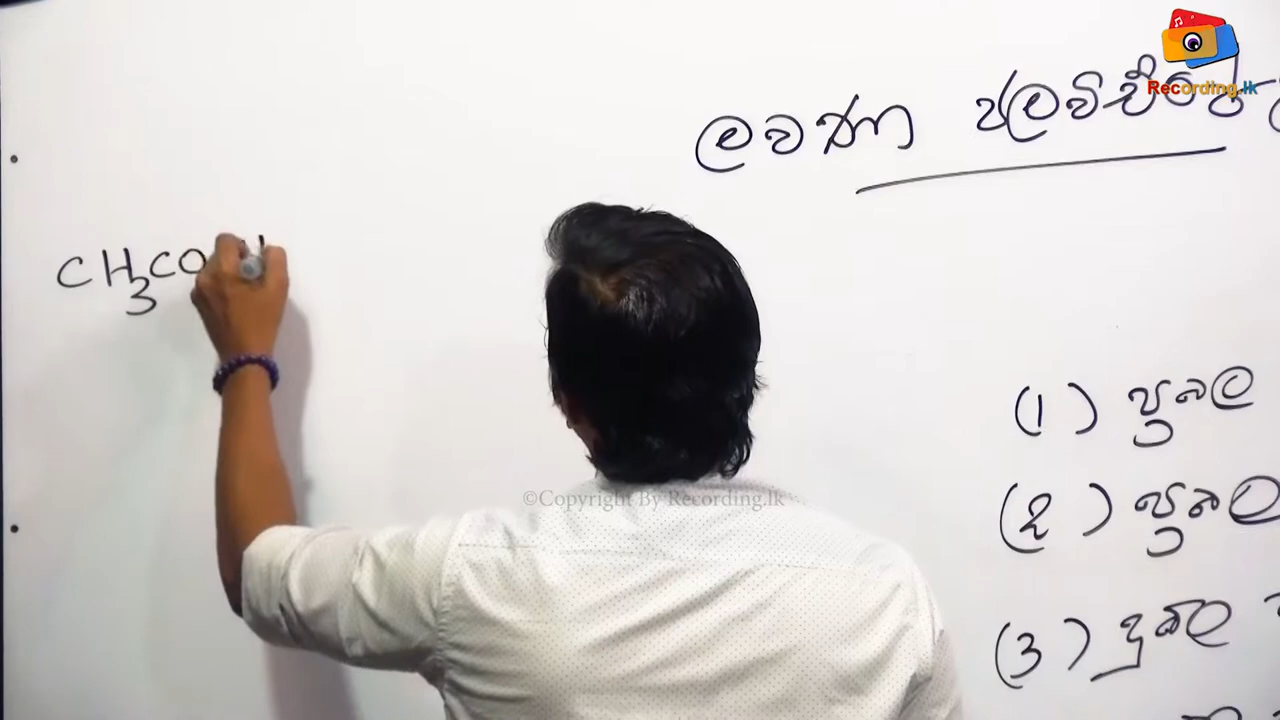 Recording.lk
ලවණ ජලවිච්ඡේ
CH₃CO
(1) ප්‍රබල
©Copyright By Recording.lk
(2) ප්‍රබල
(3) දුබල